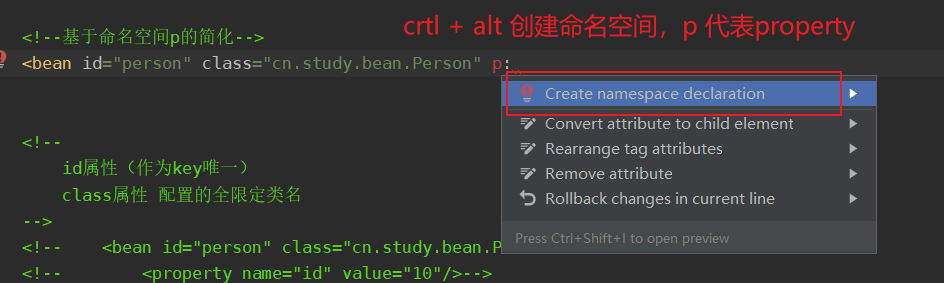 <!--基于命名空间p的简化-->
crtl + alt 创建命名空间，p 代表property
<bean id="person" class="cn.study.bean.Person" p:
Create namespace declaration
Convert attribute to child element
Rearrange tag attributes
Remove attribute
Rollback changes in current line
Press Ctrl+Shift+I to open preview
<!--
id属性（作为key唯一）
class属性 配置的全限定类名
-->
<!-- <bean id="person" class="cn.study.bean.P
<!-- <property name="id" value="10"/>-->